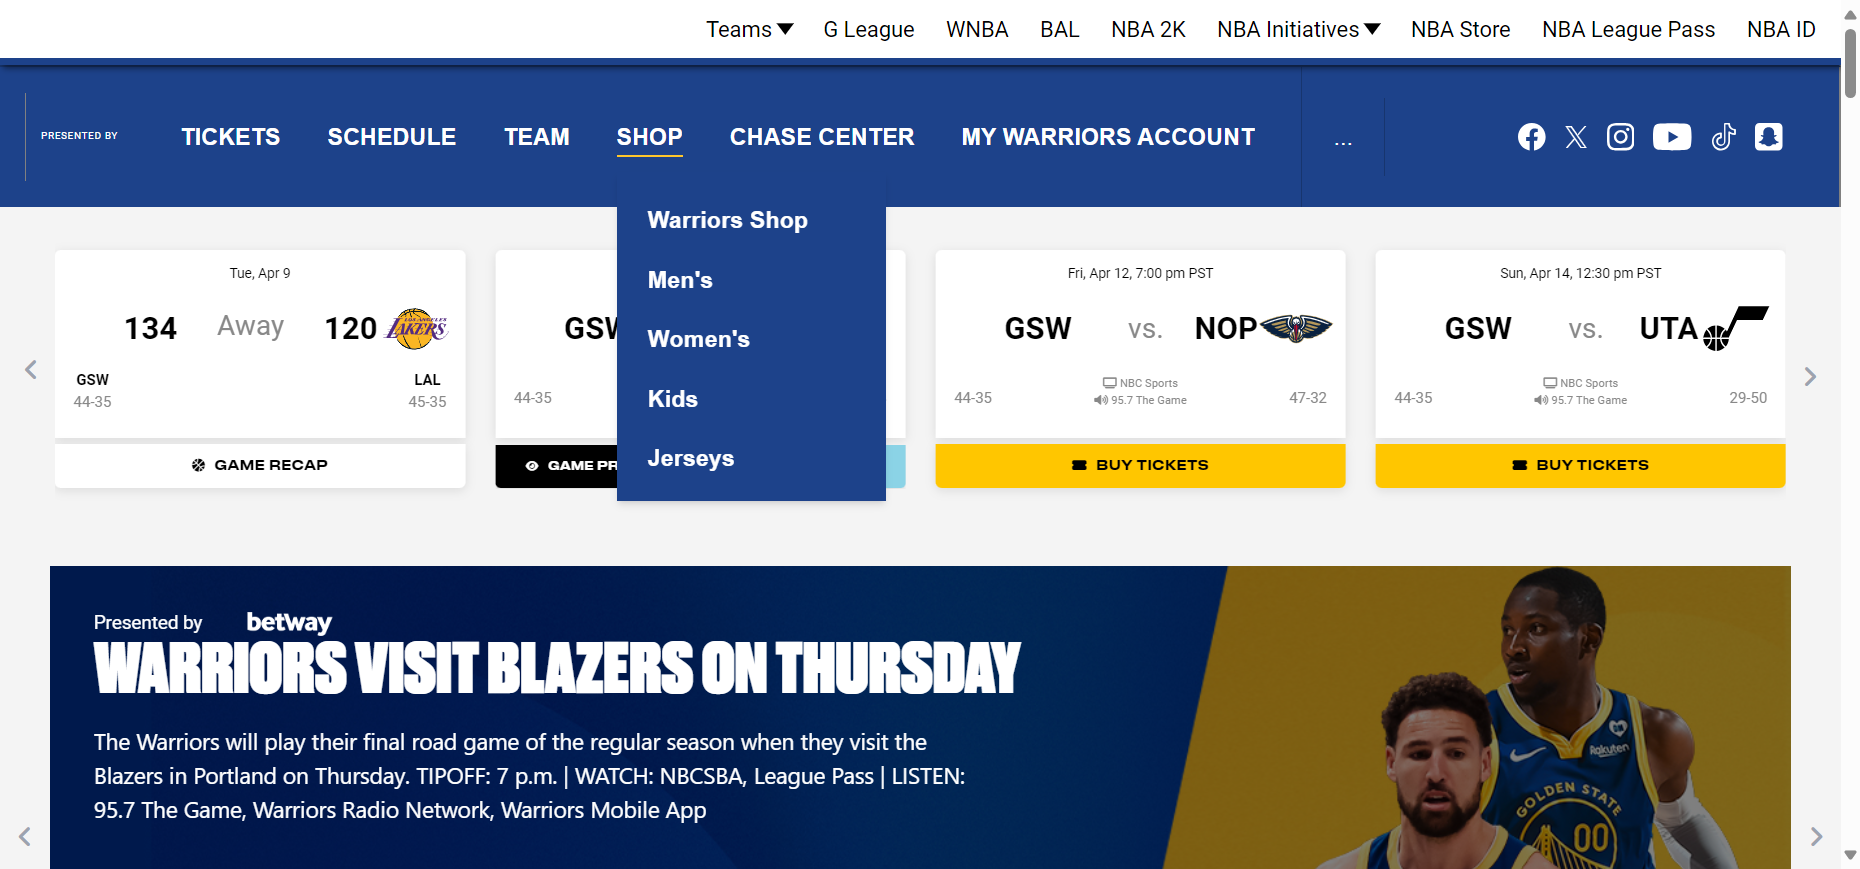 Teams G League WNBA BAL NBA 2K NBA Initiatives NBA Store NBA League Pass NBA ID
PRESENTED BY TICKETS SCHEDULE TEAM SHOP CHASE CENTER MY WARRIORS ACCOUNT ...
Warriors Shop
Men's
Women's
Kids
Jerseys
Tue, Apr 9
134 Away 120 LOS ANGELES LAKERS
GSW LAL
44-35 45-35
GAME RECAP
GSW
44-35
GAME PR
Fri, Apr 12, 7:00 pm PST
GSW vs. NOP
NBC Sports
44-35 95.7 The Game 47-32
BUY TICKETS
Sun, Apr 14, 12:30 pm PST
GSW vs. UTA
NBC Sports
44-35 95.7 The Game 29-50
BUY TICKETS
Presented by betway
WARRIORS VISIT BLAZERS ON THURSDAY
The Warriors will play their final road game of the regular season when they visit the
Blazers in Portland on Thursday. TIPOFF: 7 p.m. | WATCH: NBCSBA, League Pass | LISTEN:
95.7 The Game, Warriors Radio Network, Warriors Mobile App
Rakuten
GOLDEN STATE
00